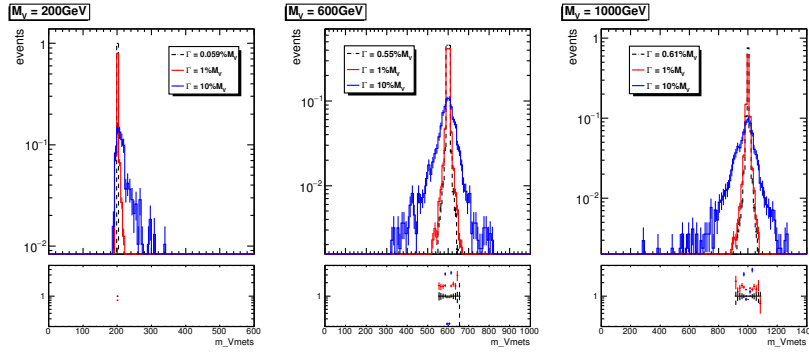 M_V = 200GeV
events
Γ = 0.059%M_V
Γ = 1%M_V
Γ = 10%M_V
1
10^-1
10^-2
1
0 100 200 300 400 500 600
m_Vmets
M_V = 600GeV
events
Γ = 0.55%M_V
Γ = 1%M_V
Γ = 10%M_V
10^-1
10^-2
1
0 100 200 300 400 500 600 700 800 900 1000
m_Vmets
M_V = 1000GeV
events
Γ = 0.61%M_V
Γ = 1%M_V
Γ = 10%M_V
1
10^-1
10^-2
1
0 200 400 600 800 1000 1200 140
m_Vmets